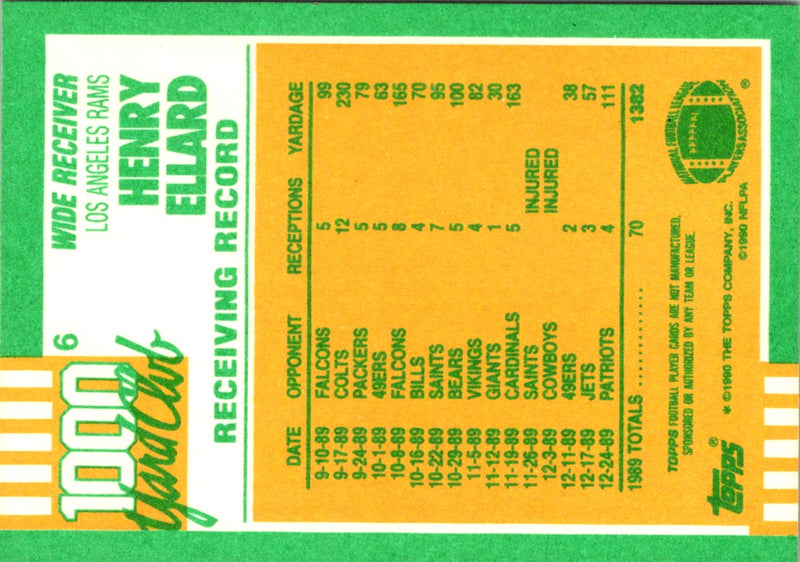 1000
Yard Club
6
WIDE RECEIVER
LOS ANGELES RAMS
HENRY
ELLARD
RECEIVING RECORD
DATE OPPONENT RECEPTIONS YARDAGE
9-10-89 FALCONS 5 99
9-17-89 COLTS 12 230
9-24-89 PACKERS 5 79
10-1-89 49ERS 5 63
10-8-89 FALCONS 8 165
10-16-89 BILLS 4 70
10-22-89 SAINTS 7 95
10-29-89 BEARS 5 100
11-5-89 VIKINGS 4 82
11-12-89 GIANTS 1 30
11-19-89 CARDINALS 5 163
11-26-89 SAINTS INJURED
12-3-89 COWBOYS INJURED
12-11-89 49ERS 2 38
12-17-89 JETS 3 57
12-24-89 PATRIOTS 4 111
1989 TOTALS .............. 70 1382
TOPPS FOOTBALL PLAYER CARDS ARE NOT MANUFACTURED,
SPONSORED OR AUTHORIZED BY ANY TEAM OR LEAGUE.
topps®
* ©1990 THE TOPPS COMPANY, INC.
©1990 NFLPA
NATIONAL FOOTBALL LEAGUE
PLAYERS ASSOCIATION ®